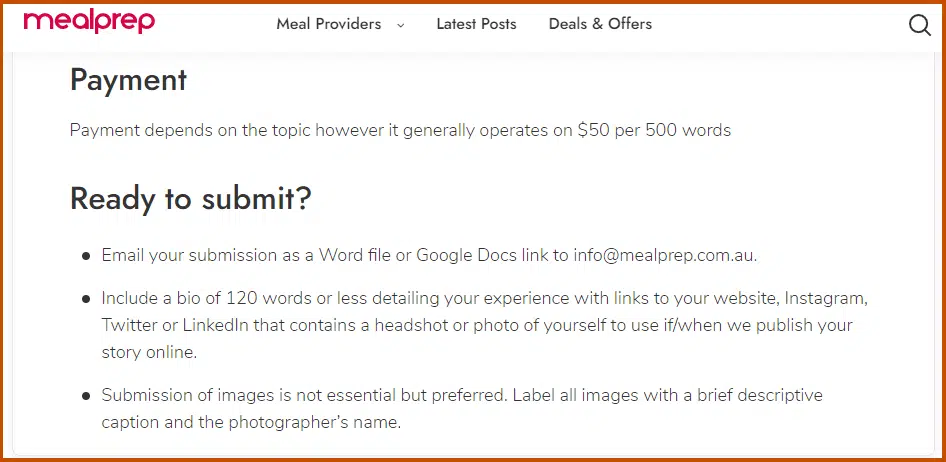 mealprep
Meal Providers
Latest Posts
Deals & Offers
Payment
Payment depends on the topic however it generally operates on $50 per 500 words
Ready to submit?
Email your submission as a Word file or Google Docs link to info@mealprep.com.au.
Include a bio of 120 words or less detailing your experience with links to your website, Instagram,
Twitter or LinkedIn that contains a headshot or photo of yourself to use if/when we publish your
story online.
Submission of images is not essential but preferred. Label all images with a brief descriptive
caption and the photographer's name.